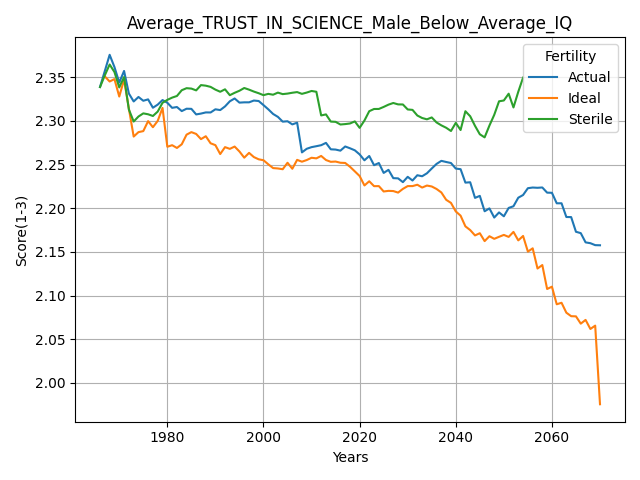 Average_TRUST_IN_SCIENCE_Male_Below_Average_IQ
Fertility
Actual
Ideal
Sterile
Score(1-3)
2.35
2.30
2.25
2.20
2.15
2.10
2.05
2.00
1980
2000
2020
2040
2060
Years